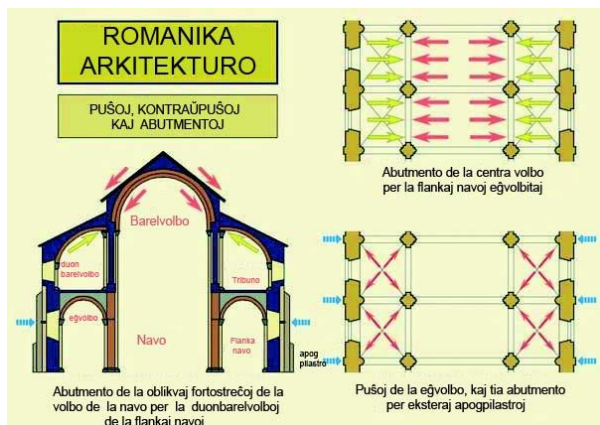 ROMANIKA
ARKITEKTURO
PUŜOJ, KONTRAŬPUŜOJ
KAJ ABUTMENTOJ
Barelvolbo
duon
barelvolbo
Tribuno
eĝvolbo
Navo
Flanka
navo
apog
pilastro
Abutmento de la oblikvaj fortostreĉoj de la
volbo de la navo per la duonbarelvolboj
de la flankaj navoj
Abutmento de la centra volbo
per la flankaj navoj eĝvolbitaj
Puŝoj de la eĝvolbo, kaj tia abutmento
per eksteraj apogpilastroj